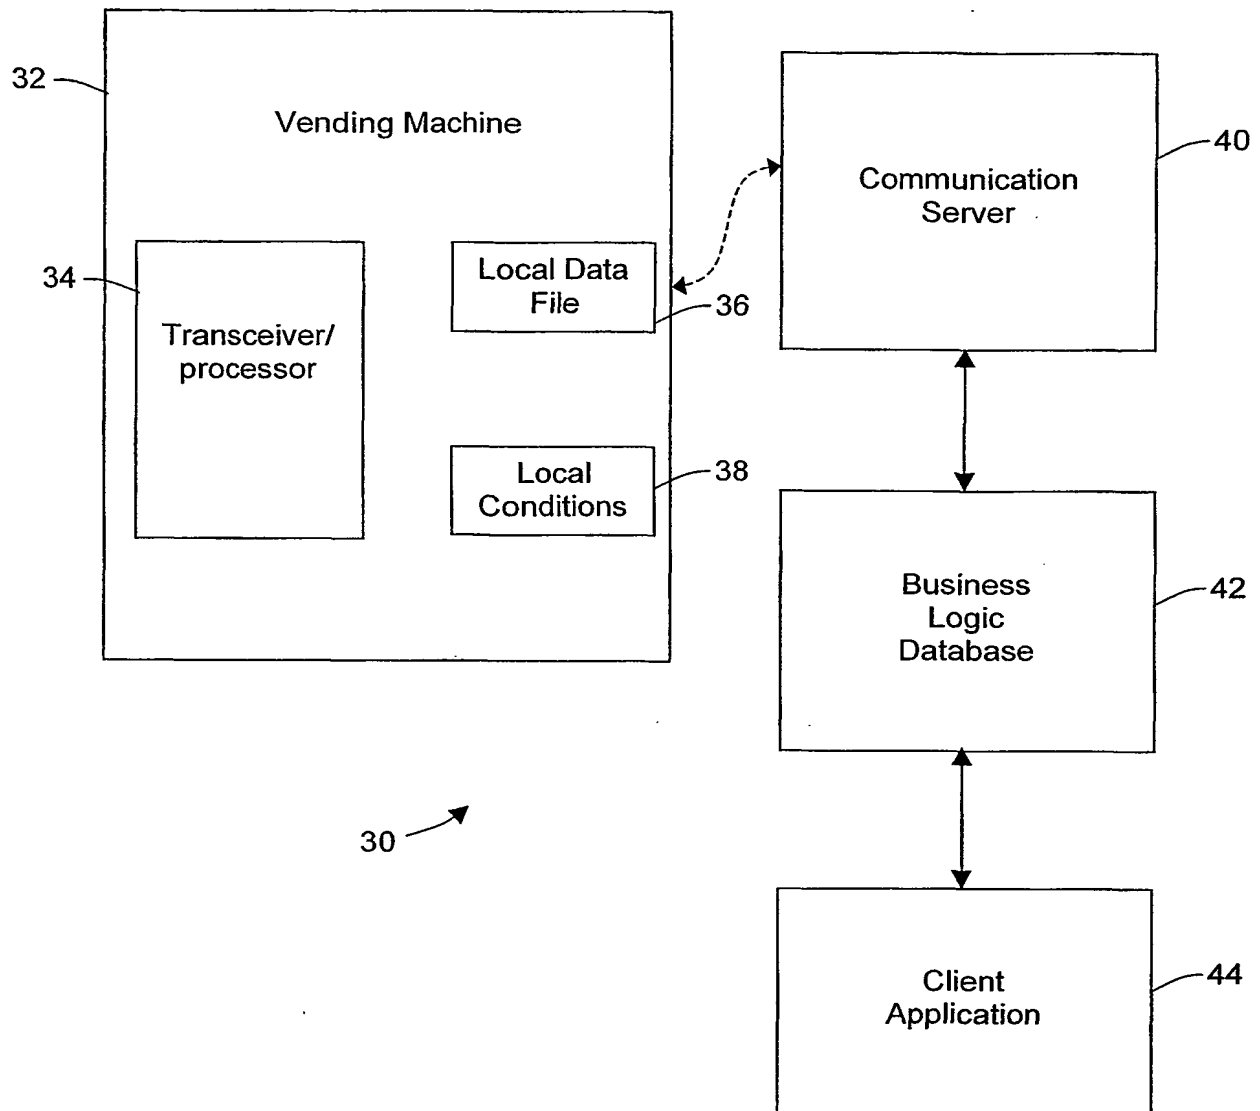 32
Vending Machine
34
Transceiver/
processor
Local Data
File
36
Local
Conditions
38
Communication
Server
40
Business
Logic
Database
42
30
Client
Application
44